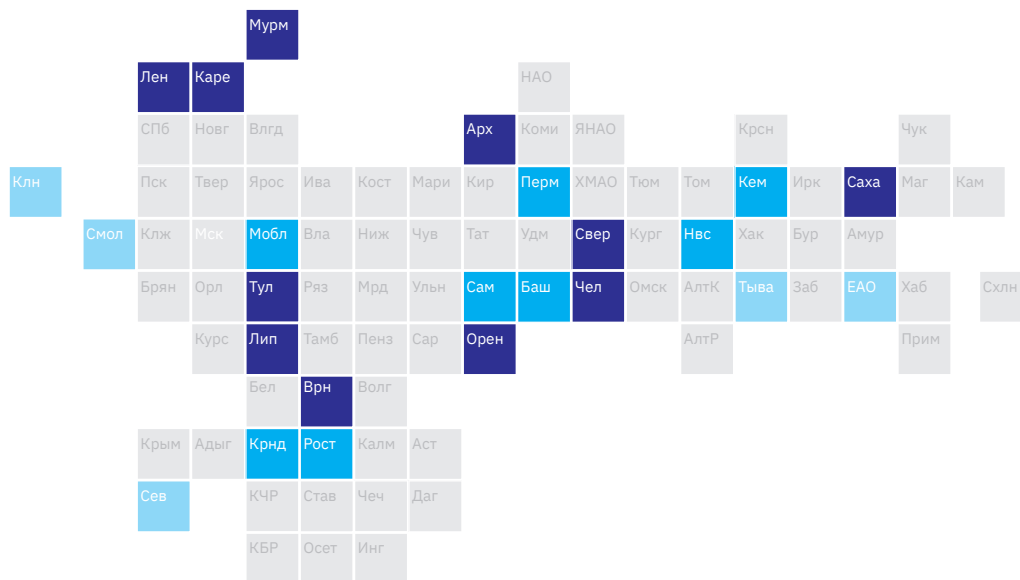 Мурм
Лен Каре НАО
СПб Новг Влгд Арх Коми ЯНАО Крсн Чук
Клн Пск Твер Ярос Ива Кост Мари Кир Перм ХМАО Тюм Том Кем Ирк Саха Маг Кам
Смол Клж Мск Мобл Вла Ниж Чув Тат Удм Свер Кург Нвс Хак Бур Амур
Брян Орл Тул Ряз Мрд Ульн Сам Баш Чел Омск АлтК Тыва Заб ЕАО Хаб Схлн
Курс Лип Тамб Пенз Сар Орен АлтР Прим
Бел Врн Волг
Крым Адыг Крнд Рост Калм Аст
Сев КЧР Став Чеч Даг
КБР Осет Инг